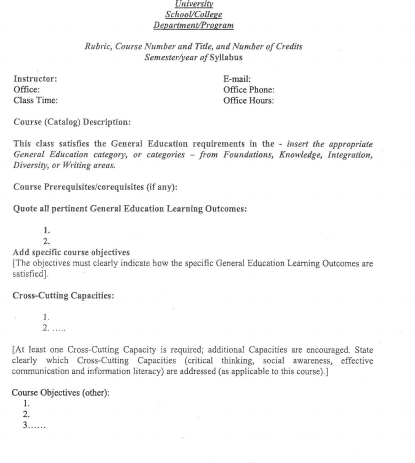 University
School/College
Department/Program
Rubric, Course Number and Title, and Number of Credits
Semester/year of Syllabus
Instructor: E-mail:
Office: Office Phone:
Class Time: Office Hours:
Course (Catalog) Description:
This class satisfies the General Education requirements in the - insert the appropriate
General Education category, or categories – from Foundations, Knowledge, Integration,
Diversity, or Writing areas.
Course Prerequisites/corequisites (if any):
Quote all pertinent General Education Learning Outcomes:
1.
2.
Add specific course objectives
[The objectives must clearly indicate how the specific General Education Learning Outcomes are
satisfied].
Cross-Cutting Capacities:
1.
2. .....
[At least one Cross-Cutting Capacity is required; additional Capacities are encouraged. State
clearly which Cross-Cutting Capacities (critical thinking, social awareness, effective
communication and information literacy) are addressed (as applicable to this course).]
Course Objectives (other):
1.
2.
3......